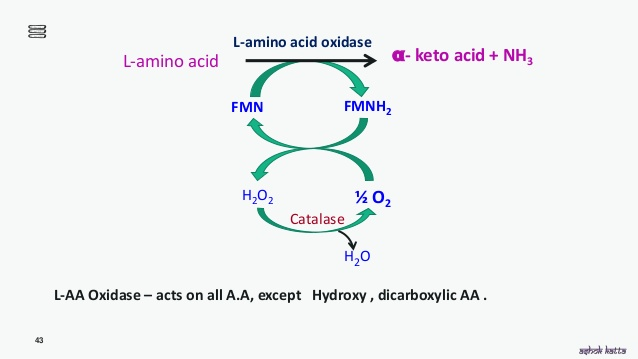 L-amino acid oxidase
L-amino acid
α- keto acid + NH₃
FMN
FMNH₂
H₂O₂
½ O₂
Catalase
H₂O
L-AA Oxidase – acts on all A.A, except Hydroxy , dicarboxylic AA .
43
Ashok Katta